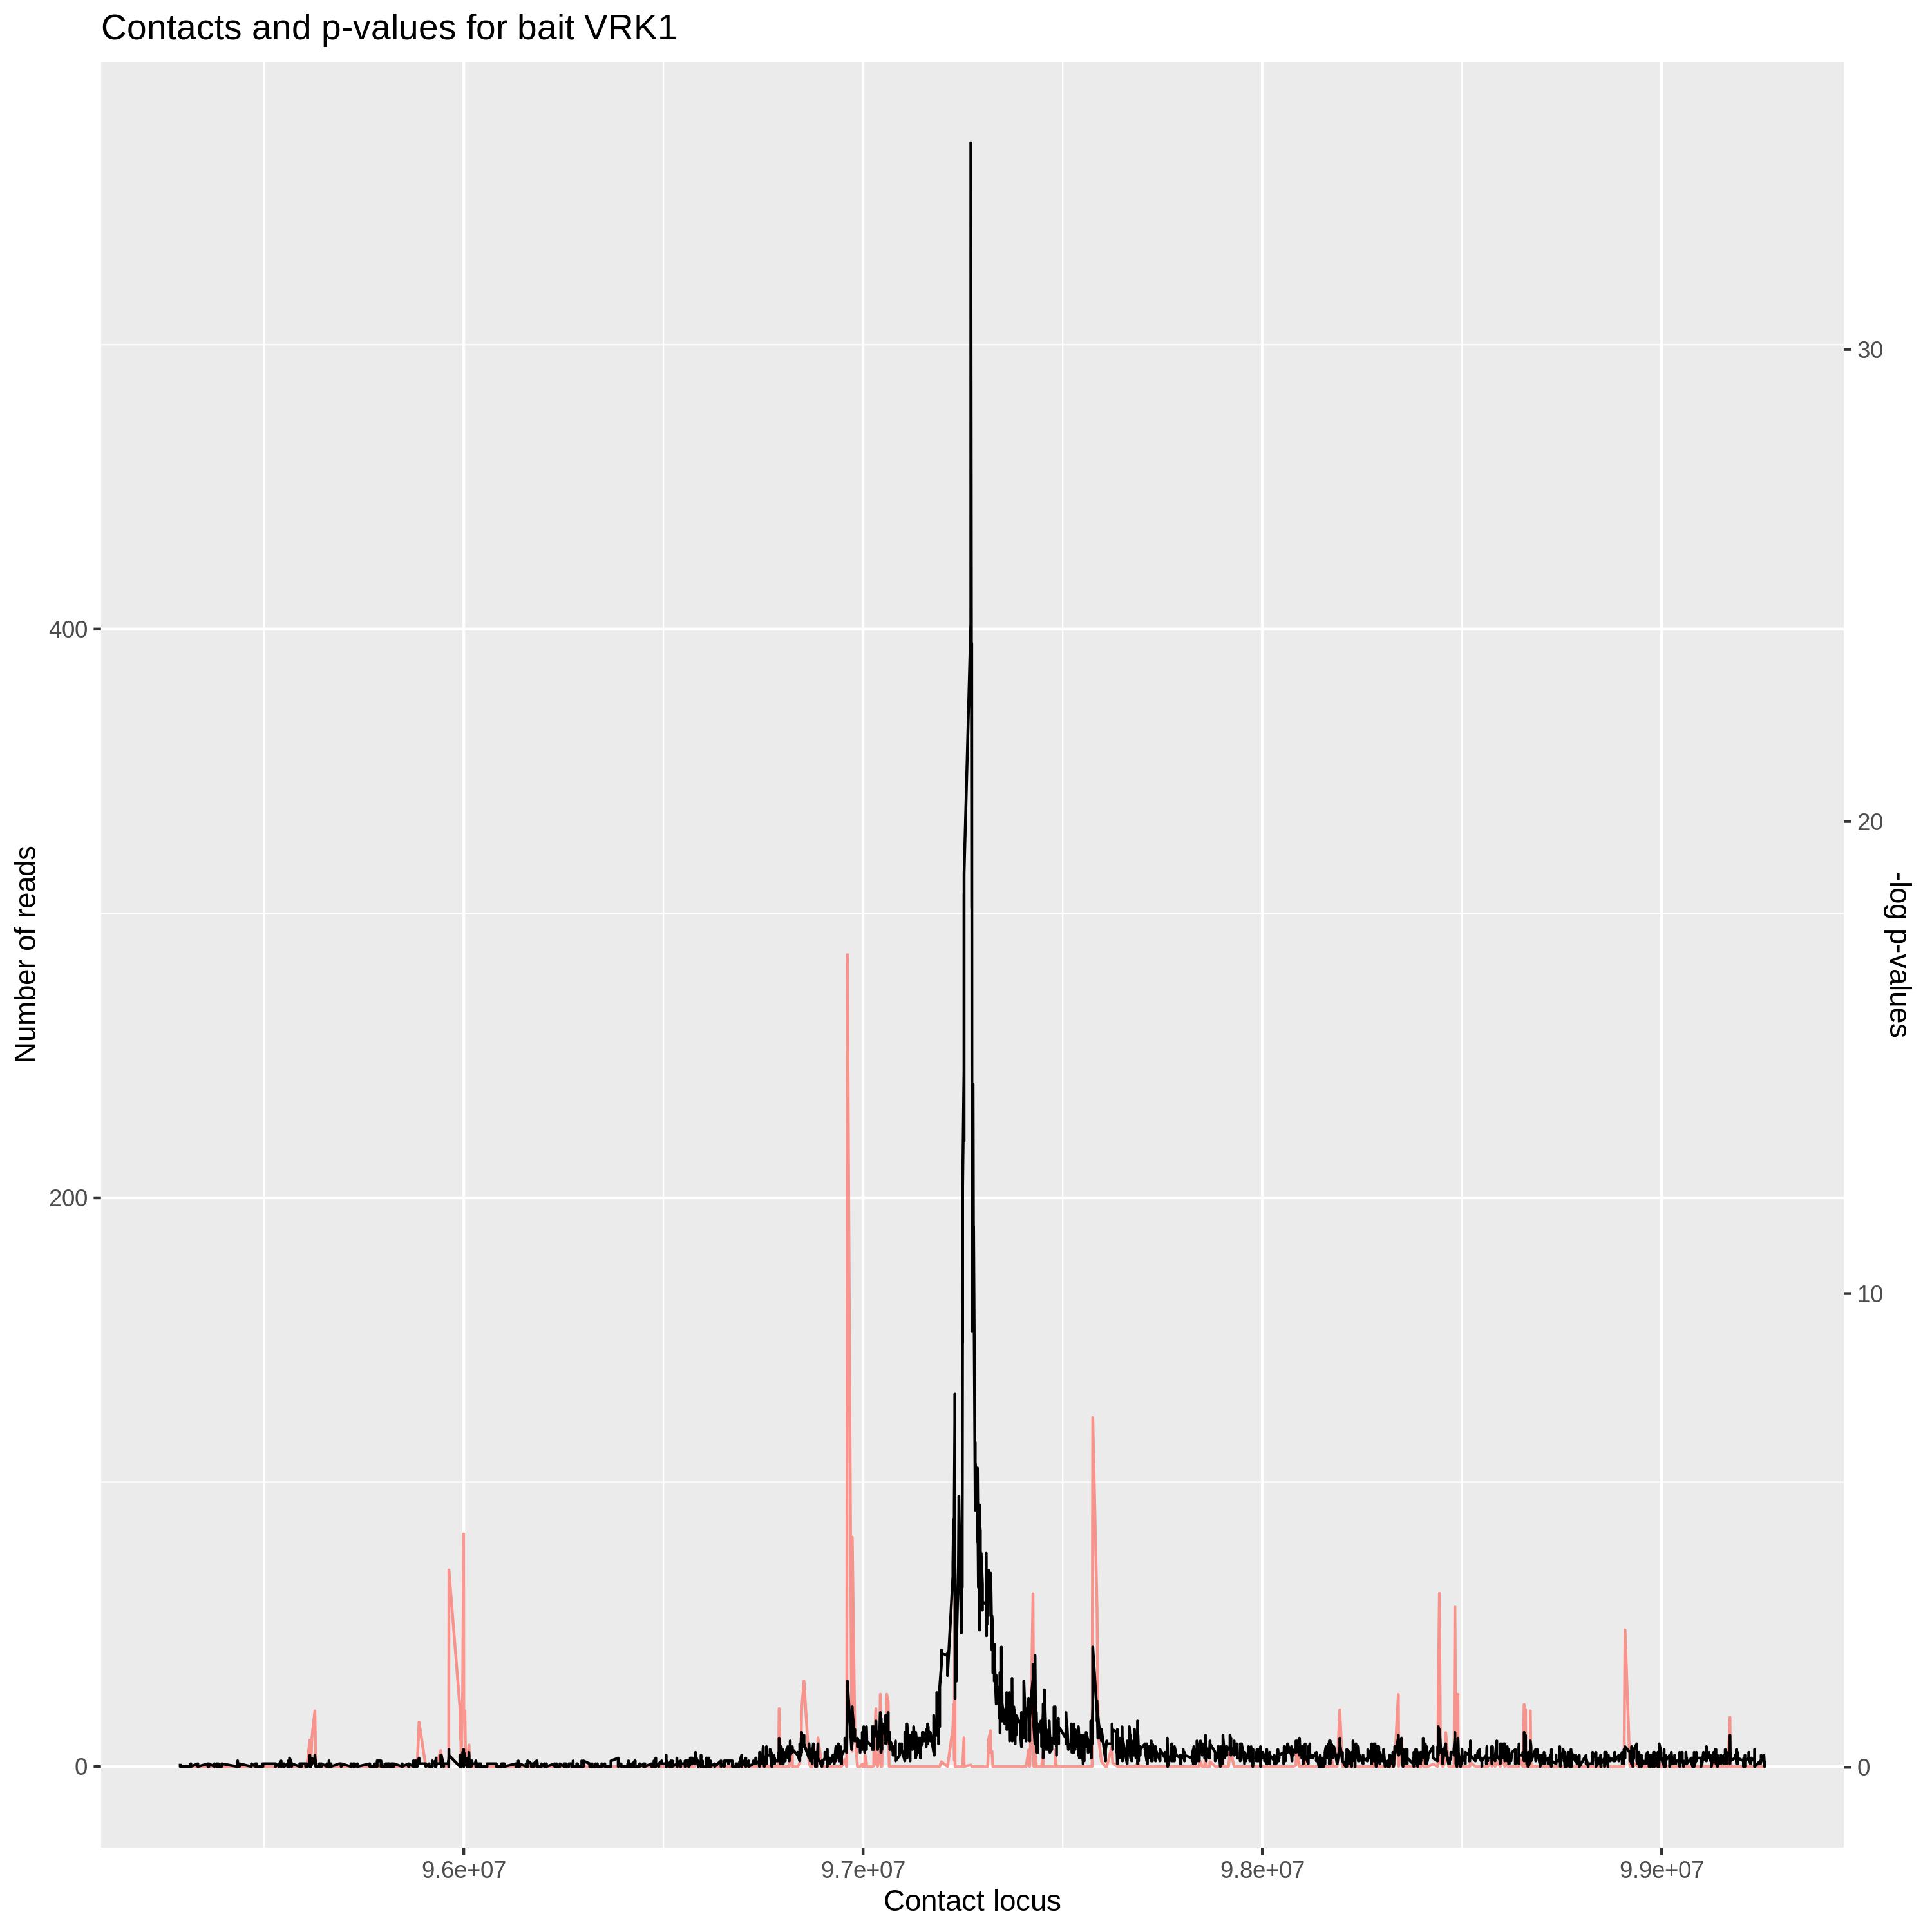 Contacts and p-values for bait VRK1
30
400
20
Number of reads
-log p-values
200
10
0
0
9.6e+07
9.7e+07
9.8e+07
9.9e+07
Contact locus